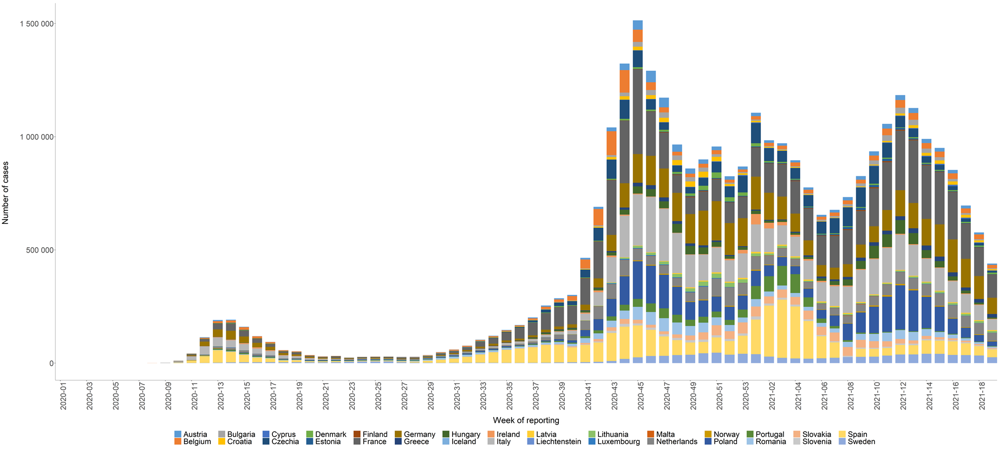 1 500 000
1 000 000
500 000
0
Number of cases
2020-01 2020-03 2020-05 2020-07 2020-09 2020-11 2020-13 2020-15 2020-17 2020-19 2020-21 2020-23 2020-25 2020-27 2020-29 2020-31 2020-33 2020-35 2020-37 2020-39 2020-41 2020-43 2020-45 2020-47 2020-49 2020-51 2020-53 2021-02 2021-04 2021-06 2021-08 2021-10 2021-12 2021-14 2021-16 2021-18
Week of reporting
Austria Bulgaria Cyprus Denmark Finland Germany Hungary Ireland Latvia Lithuania Malta Norway Portugal Slovakia Spain
Belgium Croatia Czechia Estonia France Greece Iceland Italy Liechtenstein Luxembourg Netherlands Poland Romania Slovenia Sweden